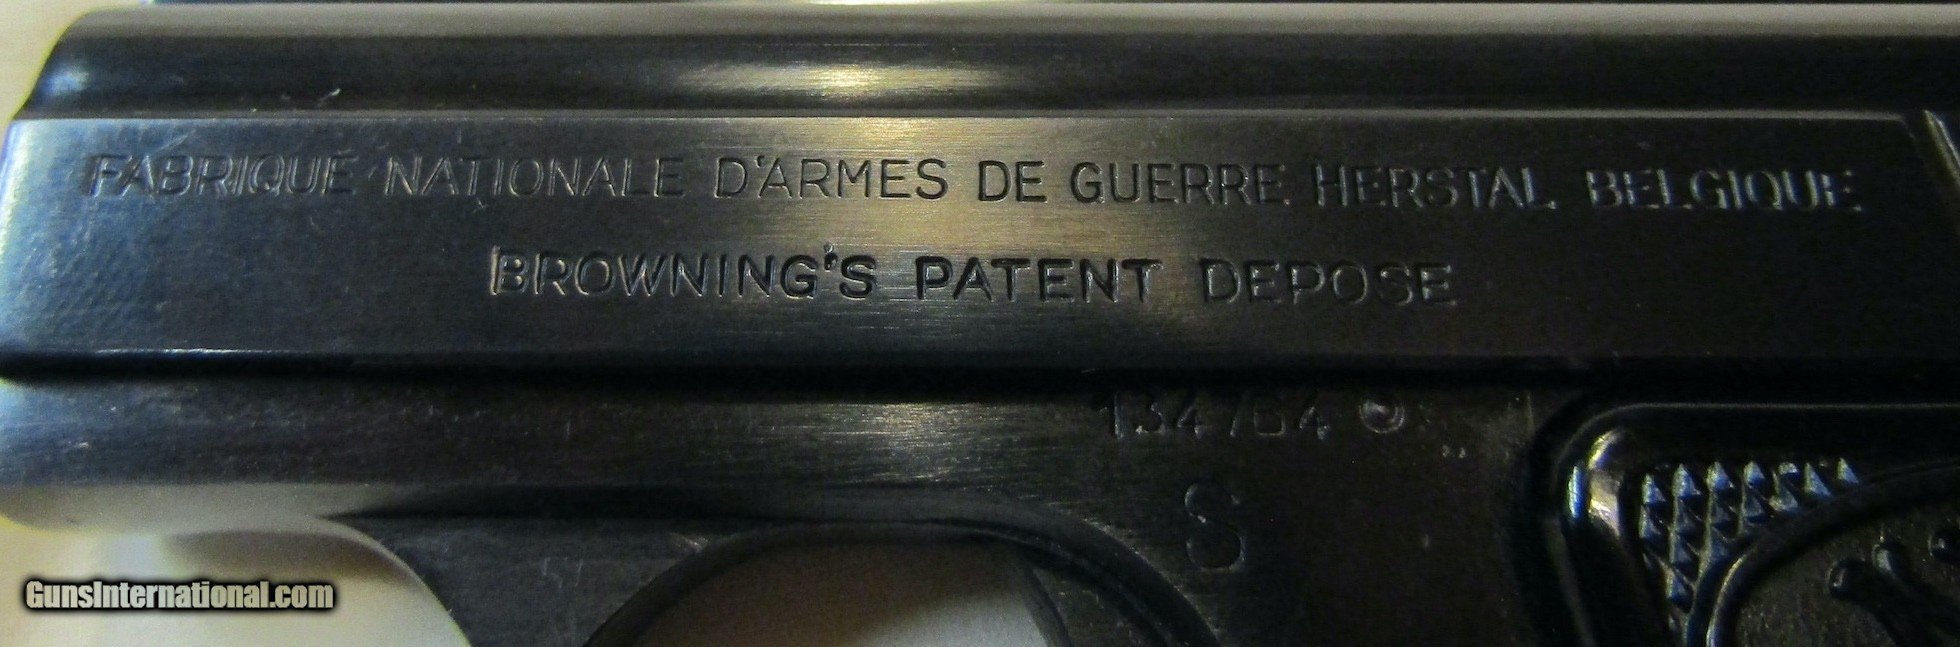 FABRIQUE NATIONALE D'ARMES DE GUERRE. HERSTAL BELGIQUE
BROWNING'S PATENT DEPOSE
134764
S
GunsInternational.com